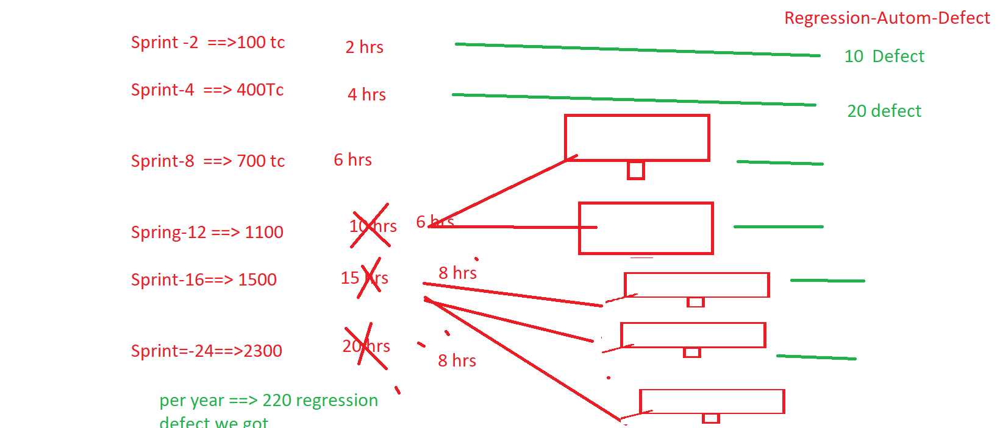 Regression-Autom-Defect
Sprint -2 ==>100 tc 2 hrs 10 Defect
Sprint-4 ==> 400Tc 4 hrs 20 defect
Sprint-8 ==> 700 tc 6 hrs
Spring-12 ==> 1100 10 hrs 6 hrs
Sprint-16==> 1500 15 hrs 8 hrs
Sprint=-24==>2300 20 hrs 8 hrs
per year ==> 220 regression
defect we got